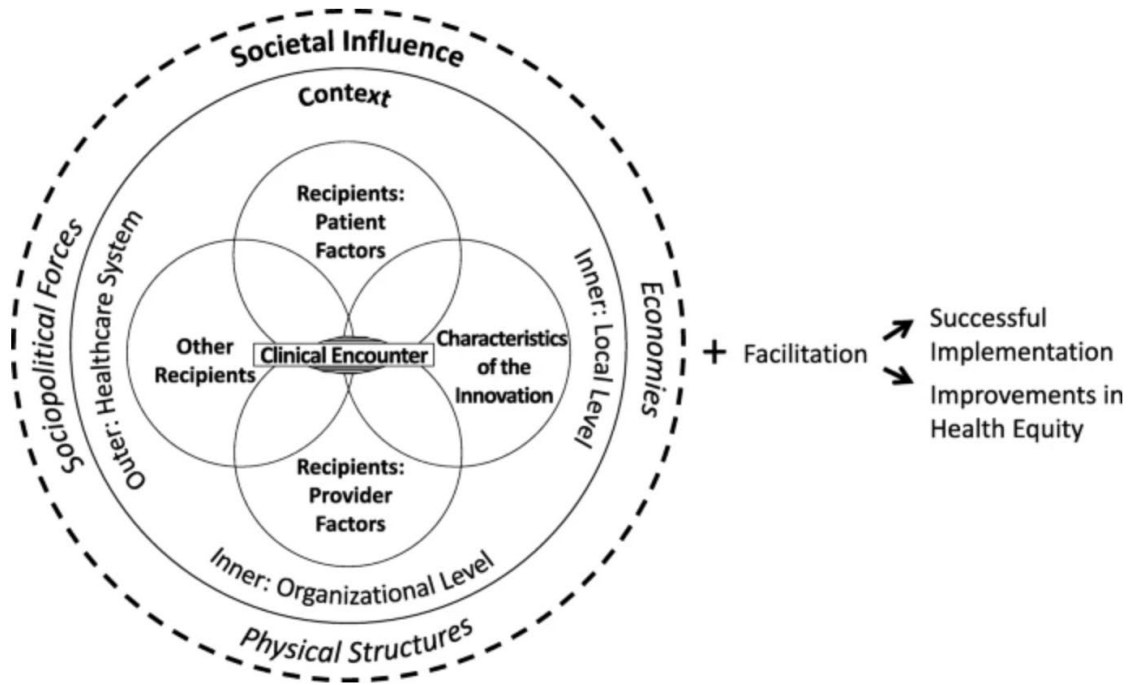 Societal Influence
Context
Sociopolitical Forces
Outer: Healthcare System
Recipients:
Patient
Factors
Other
Recipients
Clinical Encounter
Characteristics
of the
Innovation
Recipients:
Provider
Factors
Inner: Local Level
Economies
Inner: Organizational Level
Physical Structures
+ Facilitation
Successful
Implementation
Improvements in
Health Equity